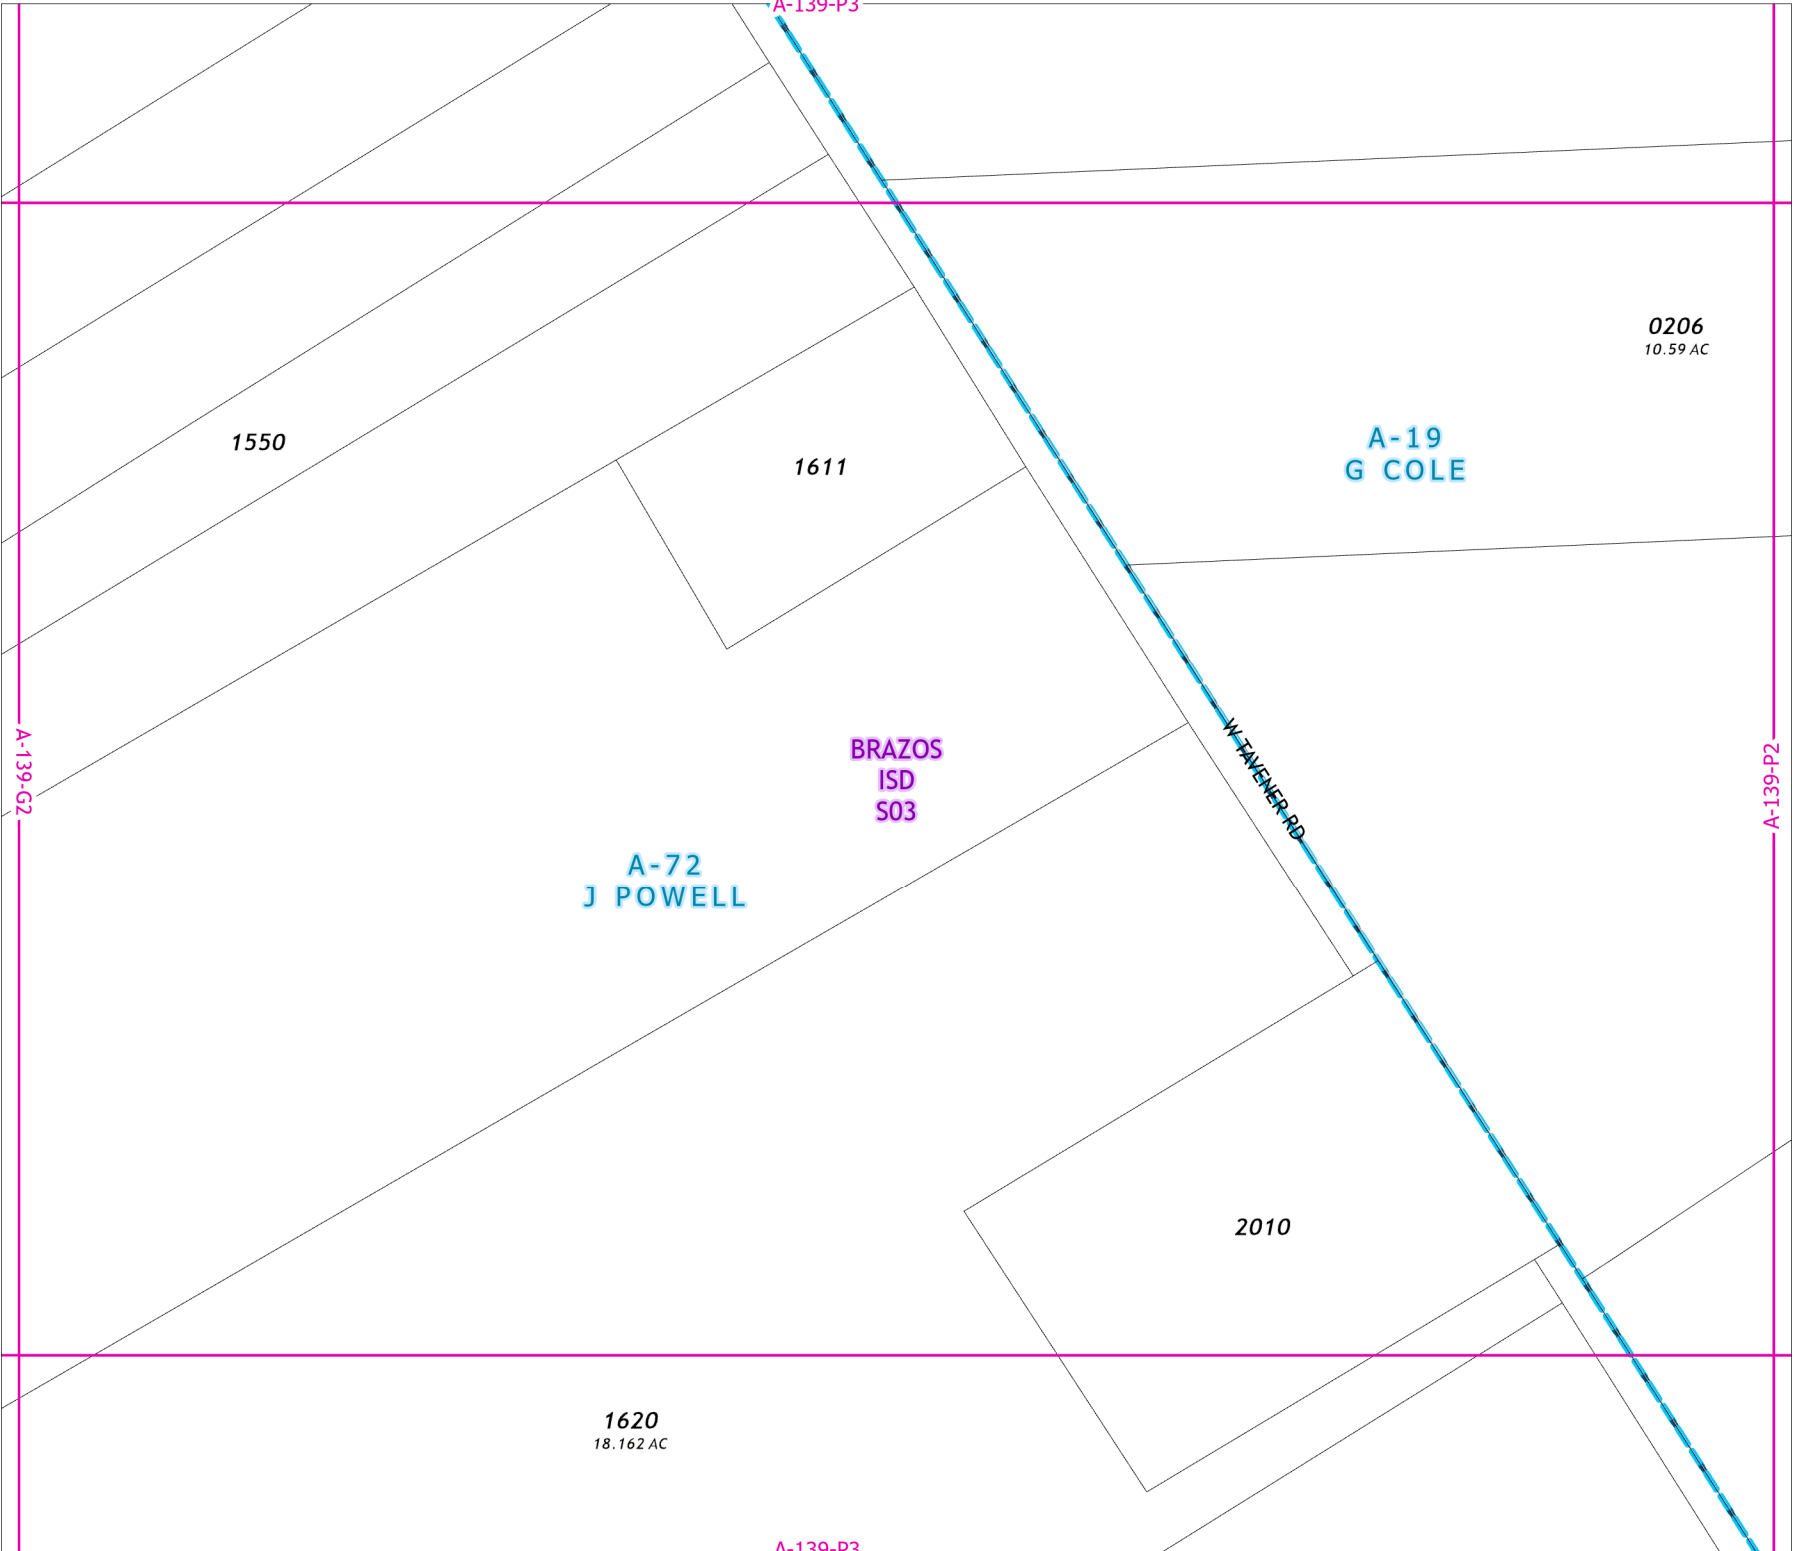 A-139-P3
0206
10.59 AC
A-19
G COLE
1550
1611
BRAZOS
ISD
S03
W TAVENER RD
A-139-G2
A-139-P2
A-72
J POWELL
2010
1620
18.162 AC
A-139-P3